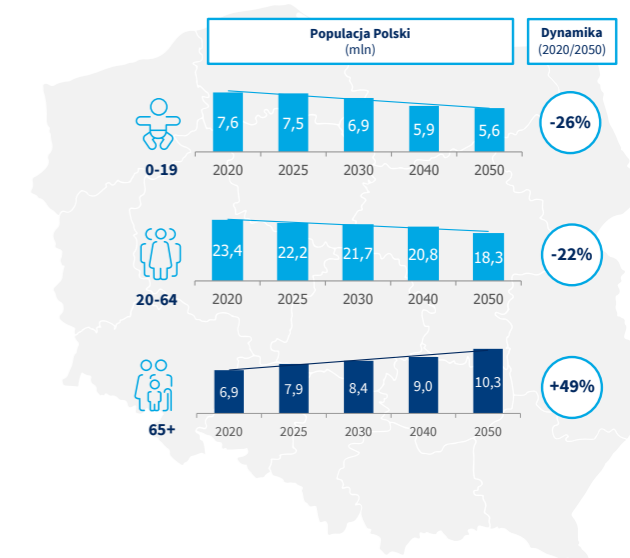 Populacja Polski
(mln)
Dynamika
(2020/2050)
7,6 7,5 6,9 5,9 5,6
-26%
0-19 2020 2025 2030 2040 2050
23,4 22,2 21,7 20,8 18,3
-22%
20-64 2020 2025 2030 2040 2050
6,9 7,9 8,4 9,0 10,3
+49%
65+ 2020 2025 2030 2040 2050